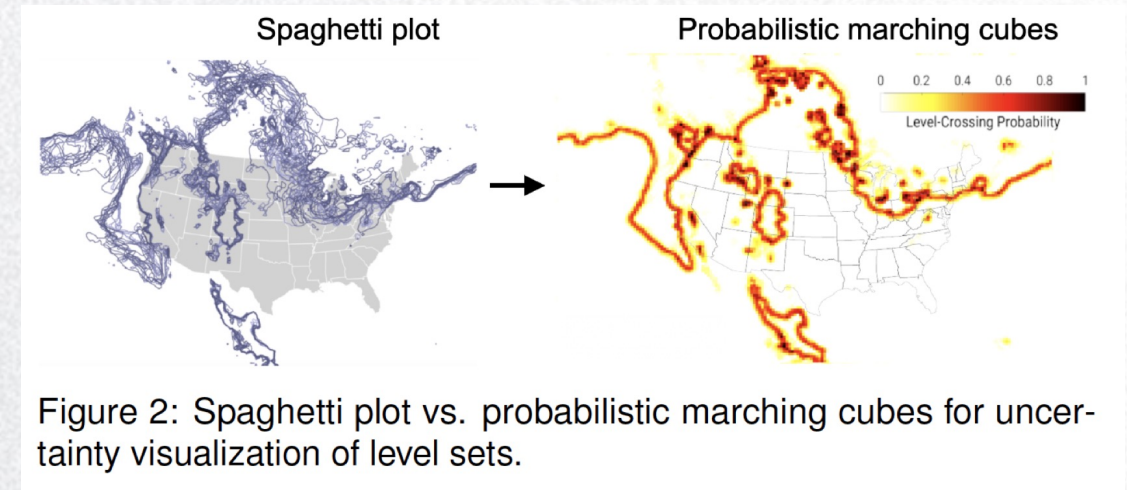 Spaghetti plot
Probabilistic marching cubes
0 0.2 0.4 0.6 0.8 1
Level-Crossing Probability
Figure 2: Spaghetti plot vs. probabilistic marching cubes for uncer-
tainty visualization of level sets.